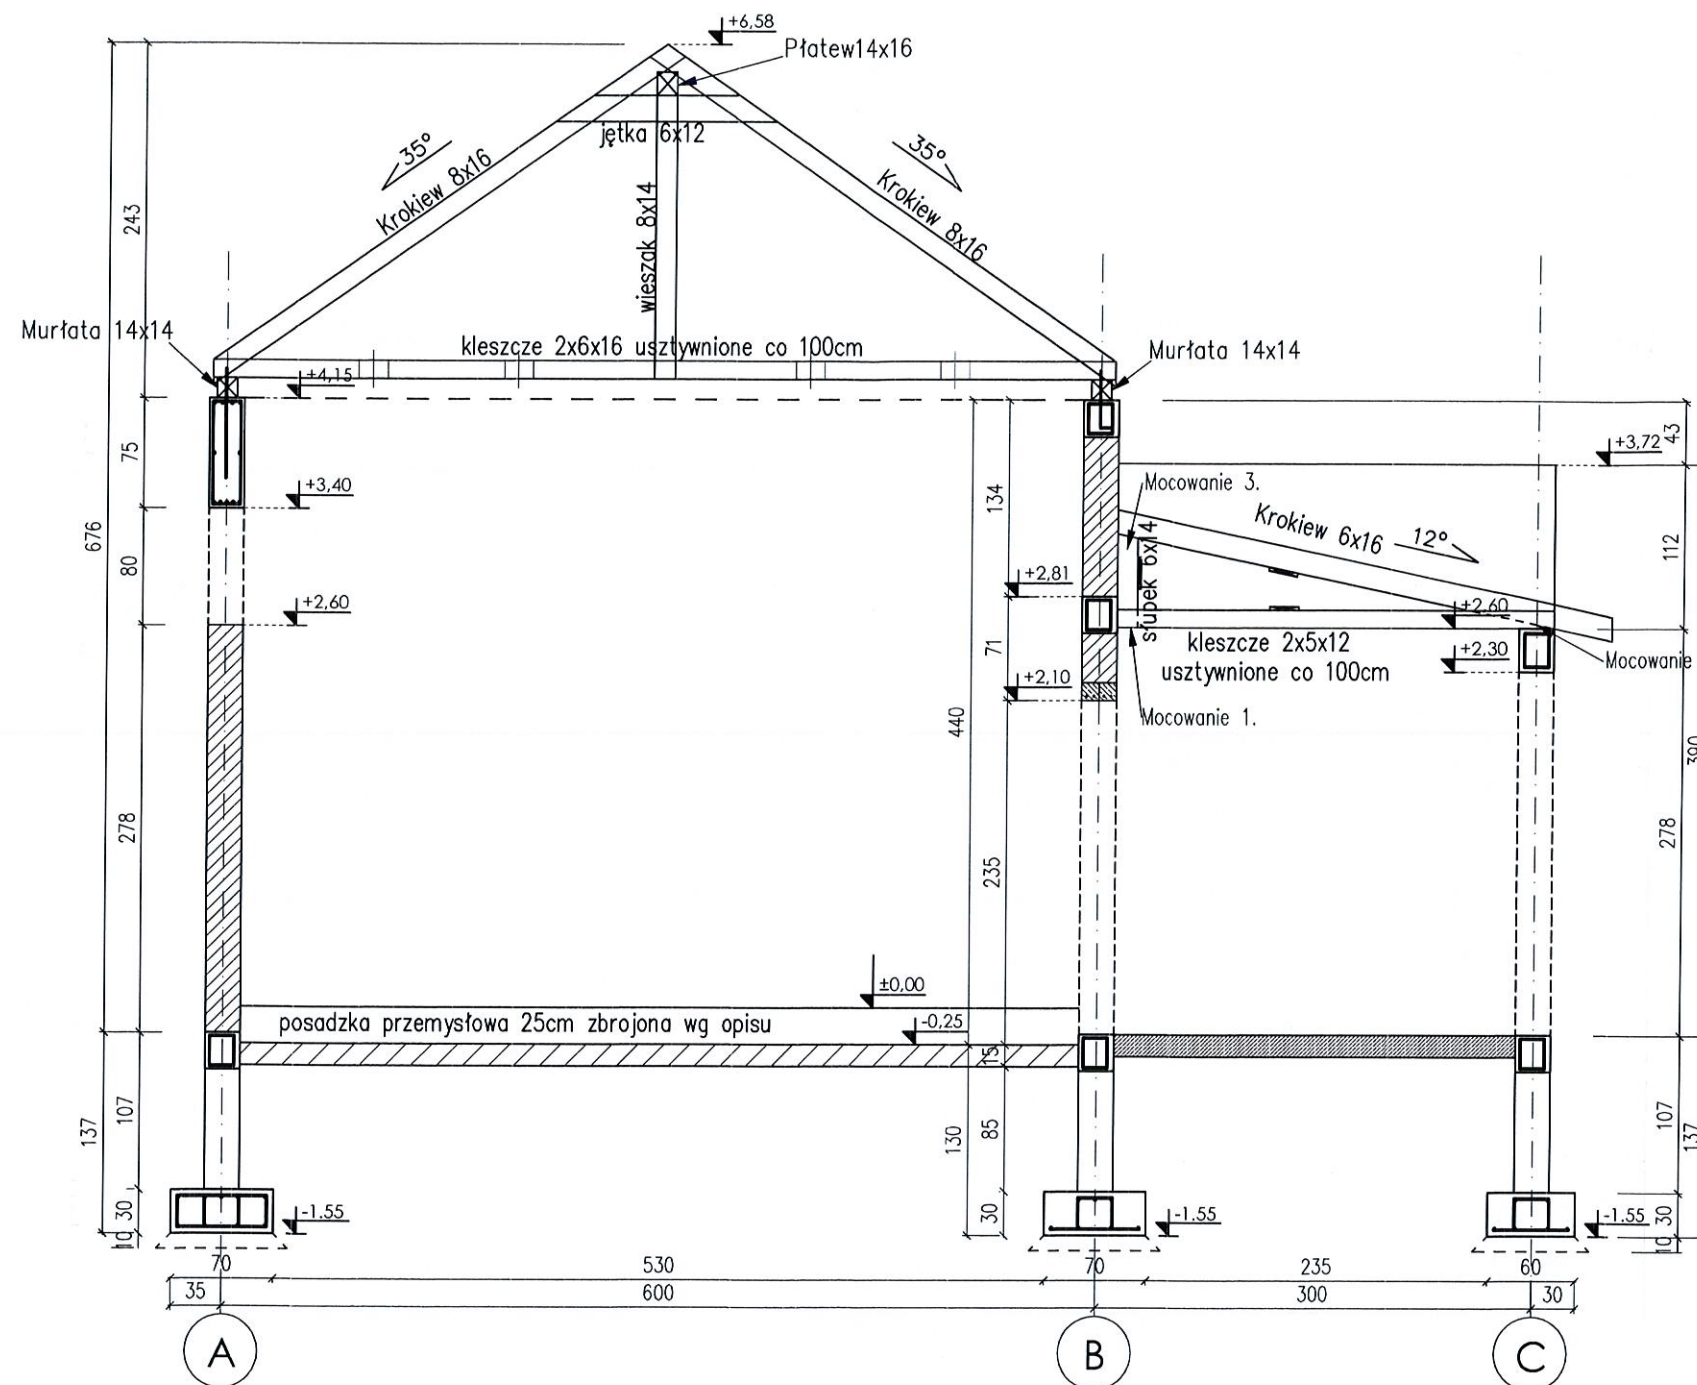 +6,58
Płatew14x16
jętka 6x12
35°
35°
Krokiew 8x16
Krokiew 8x16
wieszak 8x14
243
676
Murłata 14x14
kleszcze 2x6x16 usztywnione co 100cm
Murłata 14x14
+4,15
75
+3,40
80
+2,60
278
134
440
+2,81
71
+2,10
235
43
+3,72
Mocowanie 3.
Krokiew 6x16
12°
112
słupek 6x14
+2,60
kleszcze 2x5x12
usztywnione co 100cm
+2,30
Mocowanie
Mocowanie 1.
390
278
±0,00
posadzka przemysłowa 25cm zbrojona wg opisu
-0,25
15
137
107
130
85
107
137
30
10
-1.55
30
-1.55
-1.55
30
10
70
530
70
235
60
35
600
300
30
A
B
C